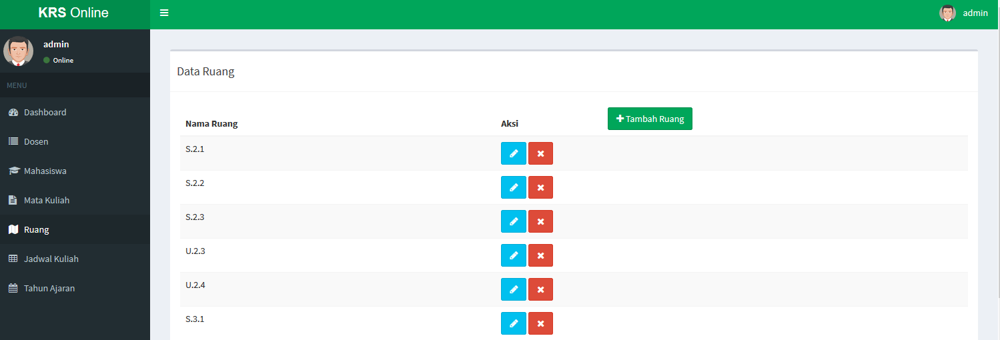 KRS Online
admin
admin
Online
MENU
Dashboard
Dosen
Mahasiswa
Mata Kuliah
Ruang
Jadwal Kuliah
Tahun Ajaran
Data Ruang
Nama Ruang Aksi Tambah Ruang
S.2.1
S.2.2
S.2.3
U.2.3
U.2.4
S.3.1